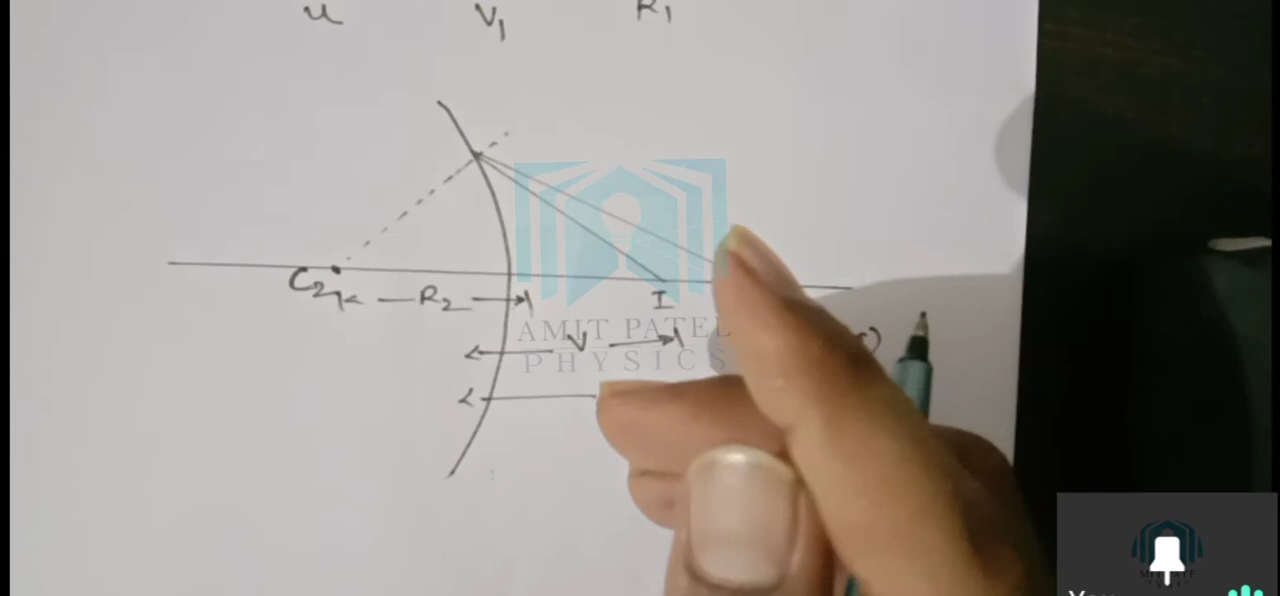 u V₁ R₁
C₂ R₂ I
AMIT PATEL
V
PHYSICS